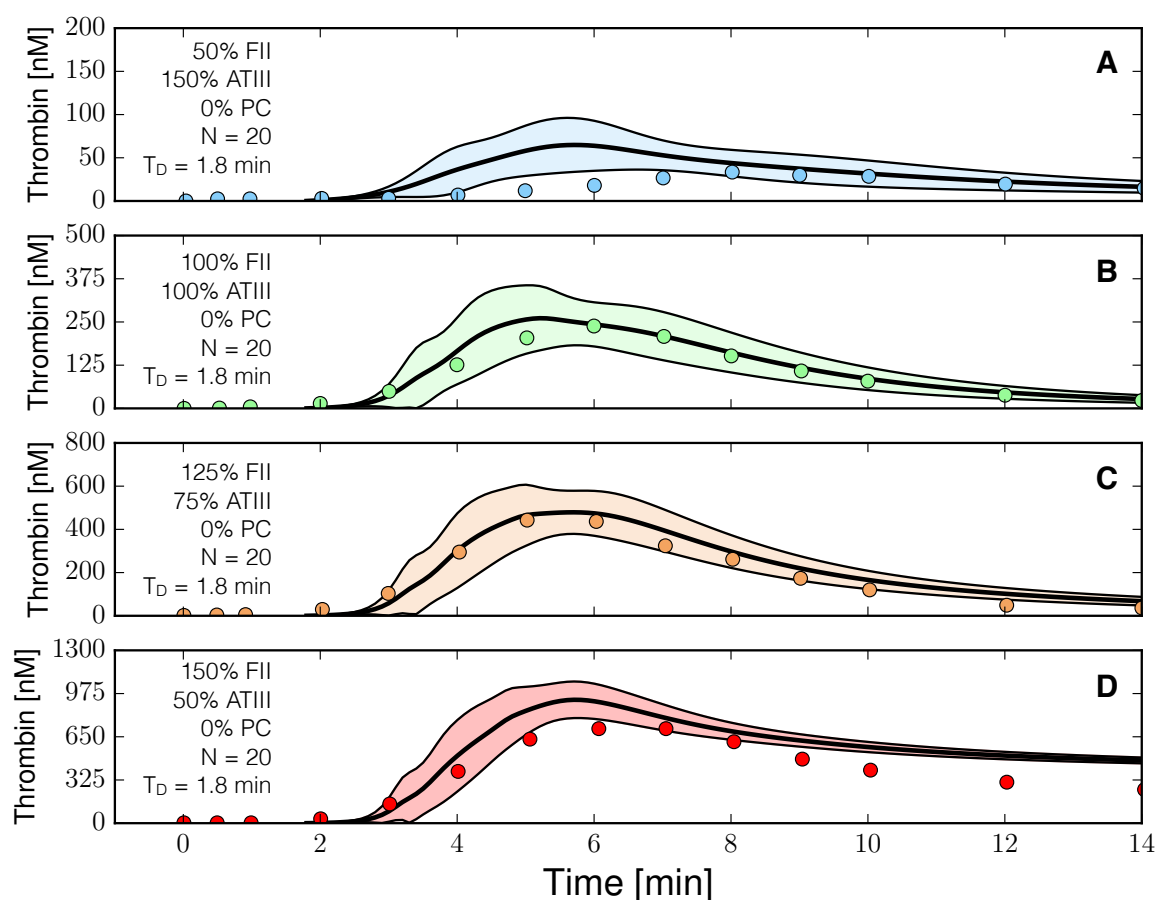 Thrombin [nM]
200
150
100
50
0
50% FII
150% ATIII
0% PC
N = 20
T_D = 1.8 min
A
Thrombin [nM]
500
375
250
125
0
100% FII
100% ATIII
0% PC
N = 20
T_D = 1.8 min
B
Thrombin [nM]
800
600
400
200
0
125% FII
75% ATIII
0% PC
N = 20
T_D = 1.8 min
C
Thrombin [nM]
1300
975
650
325
0
150% FII
50% ATIII
0% PC
N = 20
T_D = 1.8 min
D
0 2 4 6 8 10 12 14
Time [min]